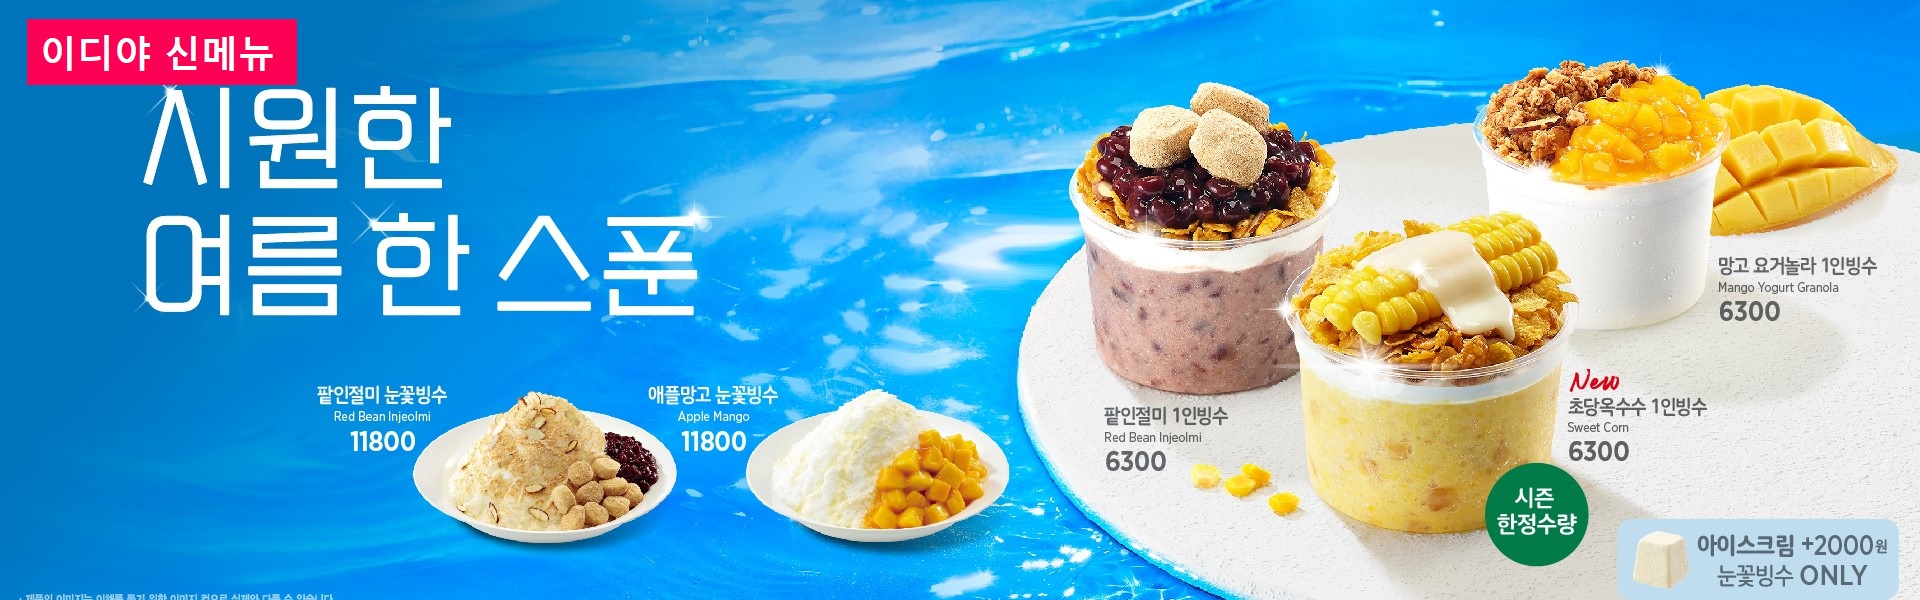 이디야 신메뉴
시원한
여름 한 스푼
팥인절미 눈꽃빙수
Red Bean Injeolmi
11800
애플망고 눈꽃빙수
Apple Mango
11800
팥인절미 1인빙수
Red Bean Injeolmi
6300
New
초당옥수수 1인빙수
Sweet Corn
6300
시즌
한정수량
망고 요거놀라 1인빙수
Mango Yogurt Granola
6300
아이스크림 +2000원
눈꽃빙수 ONLY